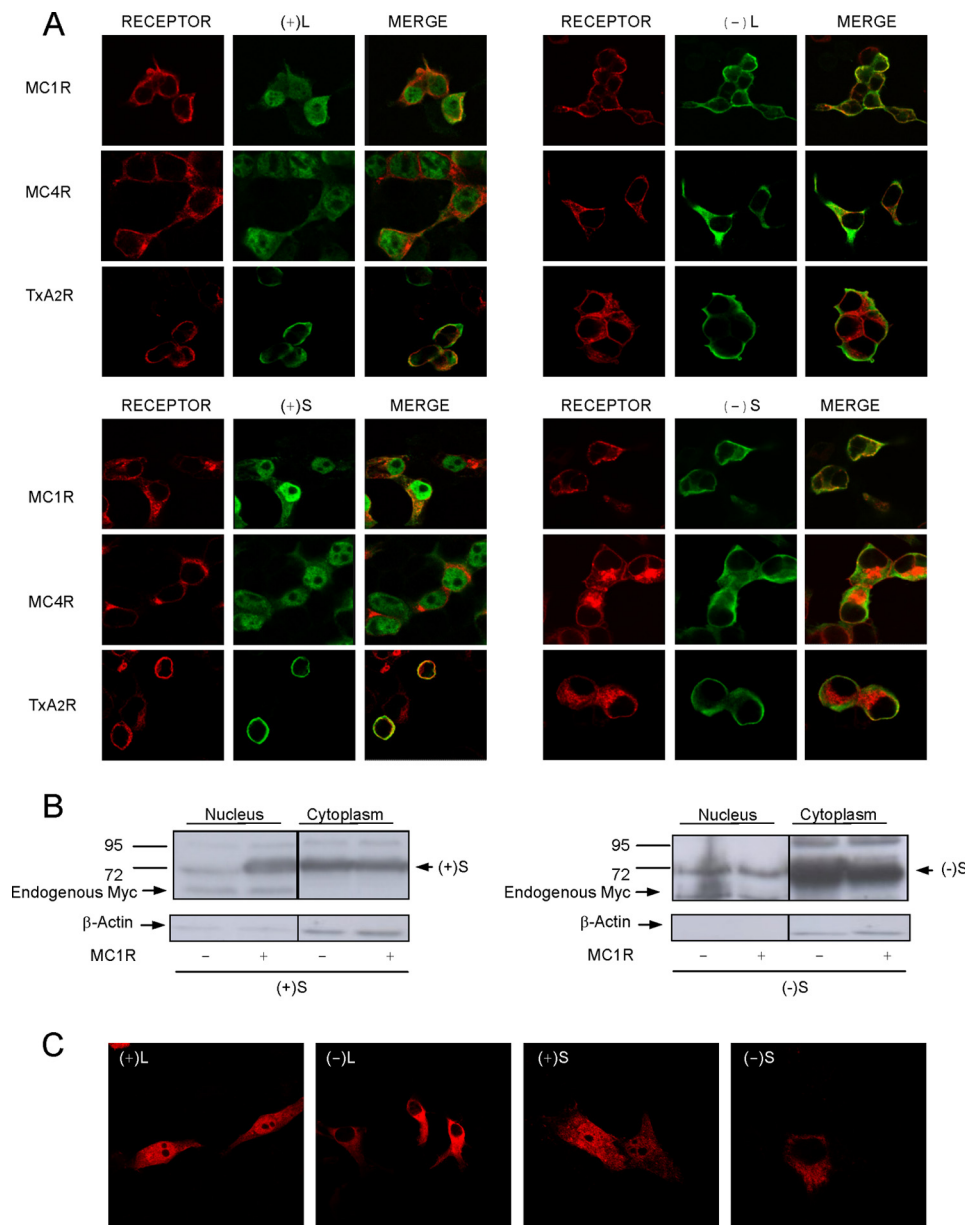 A
RECEPTOR (+)L MERGE RECEPTOR (−)L MERGE
MC1R
MC4R
TxA2R
RECEPTOR (+)S MERGE RECEPTOR (−)S MERGE
MC1R
MC4R
TxA2R
B
Nucleus Cytoplasm
95
72
(+)S
Endogenous Myc
β-Actin
MC1R − + − +
(+)S
Nucleus Cytoplasm
95
72
(-)S
Endogenous Myc
β-Actin
MC1R − + − +
(-)S
C
(+)L (−)L (+)S (−)S